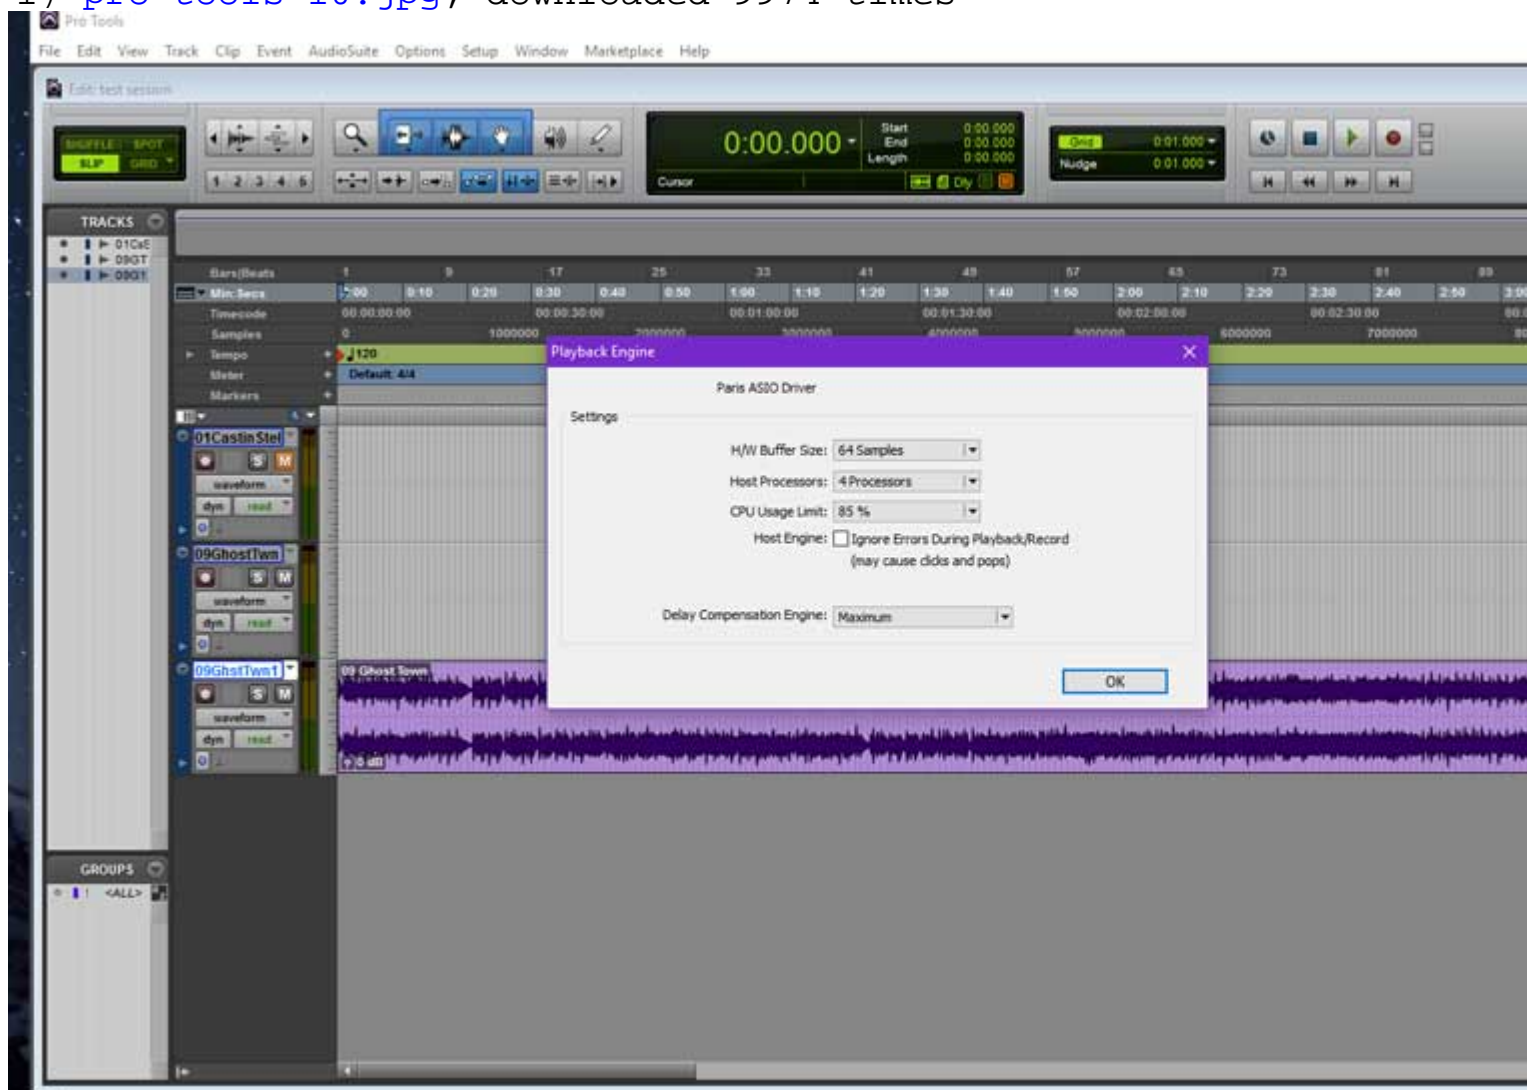 Pro Tools
File Edit View Track Clip Event AudioSuite Options Setup Window Marketplace Help
Edit: test session
SHUFFLE SPOT
SLIP GRID
1 2 3 4 5
0:00.000
Start 0:00.000
End 0:00.000
Length 0:00.000
Cursor
Dly
Grid 0:01.000
Nudge 0:01.000
TRACKS
01CsS
09GT
09GT
Bars|Beats 1 9 17 25 33 41 49 57 65 73 81 89
Min:Secs 0:00 0:10 0:20 0:30 0:40 0:50 1:00 1:10 1:20 1:30 1:40 1:50 2:00 2:10 2:20 2:30 2:40 2:50 3:00
Timecode 00:00:00:00 00:00:30:00 00:01:00:00 00:01:30:00 00:02:00:00 00:02:30:00
Samples 0 1000000 2000000 3000000 4000000 5000000 6000000 7000000
Tempo 120
Meter Default: 4/4
Markers
Playback Engine
Paris ASIO Driver
Settings
H/W Buffer Size: 64 Samples
Host Processors: 4 Processors
CPU Usage Limit: 85 %
Host Engine: Ignore Errors During Playback/Record
(may cause clicks and pops)
Delay Compensation Engine: Maximum
OK
01CastinStel
S M
waveform
dyn read
09GhostTwn
S M
waveform
dyn read
09GhstTwn1
S M
waveform
dyn read
09 Ghost Town
0 dB
GROUPS
! <ALL>